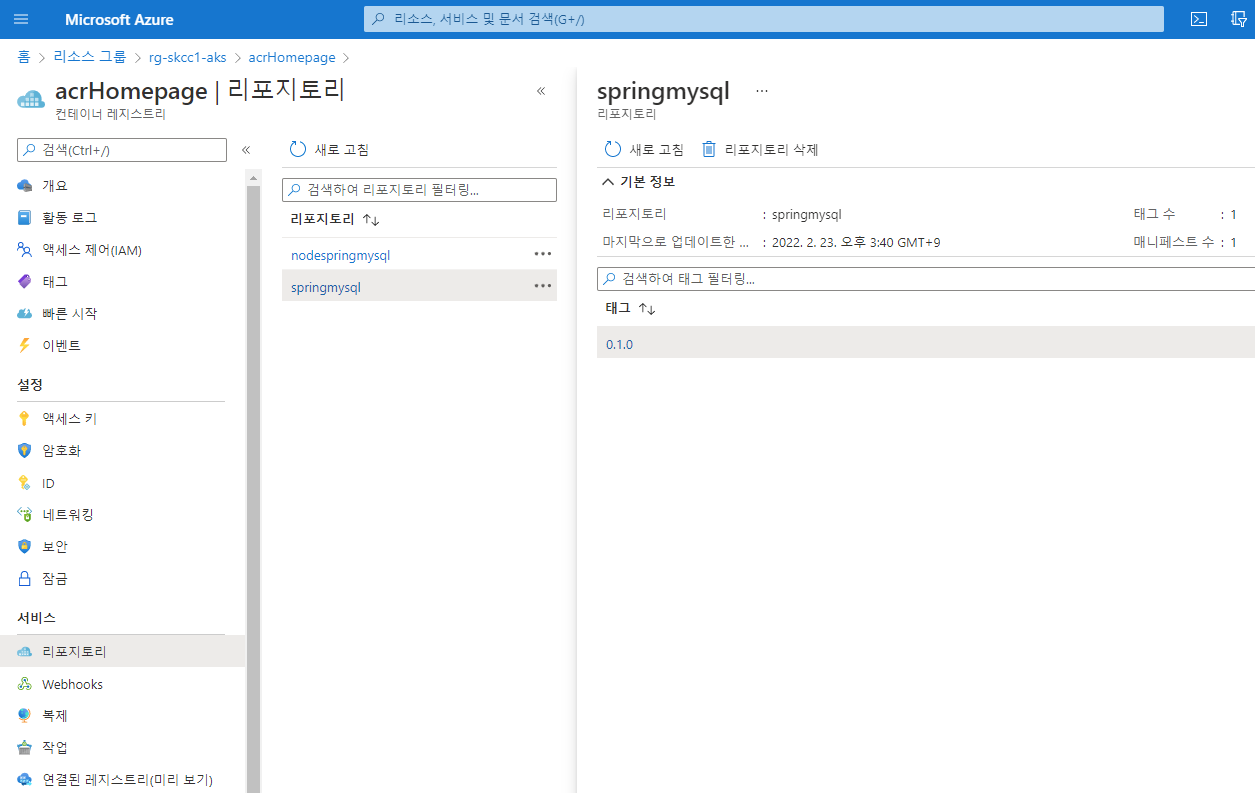 Microsoft Azure
리소스, 서비스 및 문서 검색(G+/)
홈 > 리소스 그룹 > rg-skcc1-aks > acrHomepage >
acrHomepage | 리포지토리
컨테이너 레지스트리
검색(Ctrl+/)
개요
활동 로그
액세스 제어(IAM)
태그
빠른 시작
이벤트
설정
액세스 키
암호화
ID
네트워킹
보안
잠금
서비스
리포지토리
Webhooks
복제
작업
연결된 레지스트리(미리 보기)
새로 고침
검색하여 리포지토리 필터링...
리포지토리 ↑↓
nodespringmysql
springmysql
springmysql ...
리포지토리
새로 고침 리포지토리 삭제
기본 정보
리포지토리 : springmysql 태그 수 : 1
마지막으로 업데이트한 ... : 2022. 2. 23. 오후 3:40 GMT+9 매니페스트 수 : 1
검색하여 태그 필터링...
태그 ↑↓
0.1.0